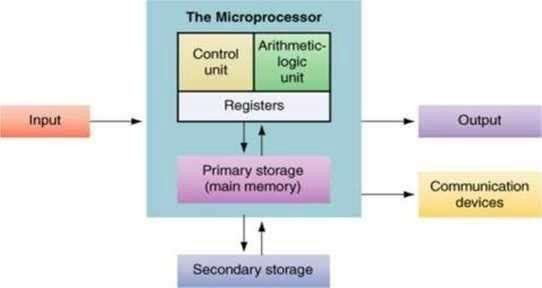 The Microprocessor
Control
unit
Arithmetic-
logic
unit
Registers
Input
Output
Primary storage
(main memory)
Communication
devices
Secondary storage